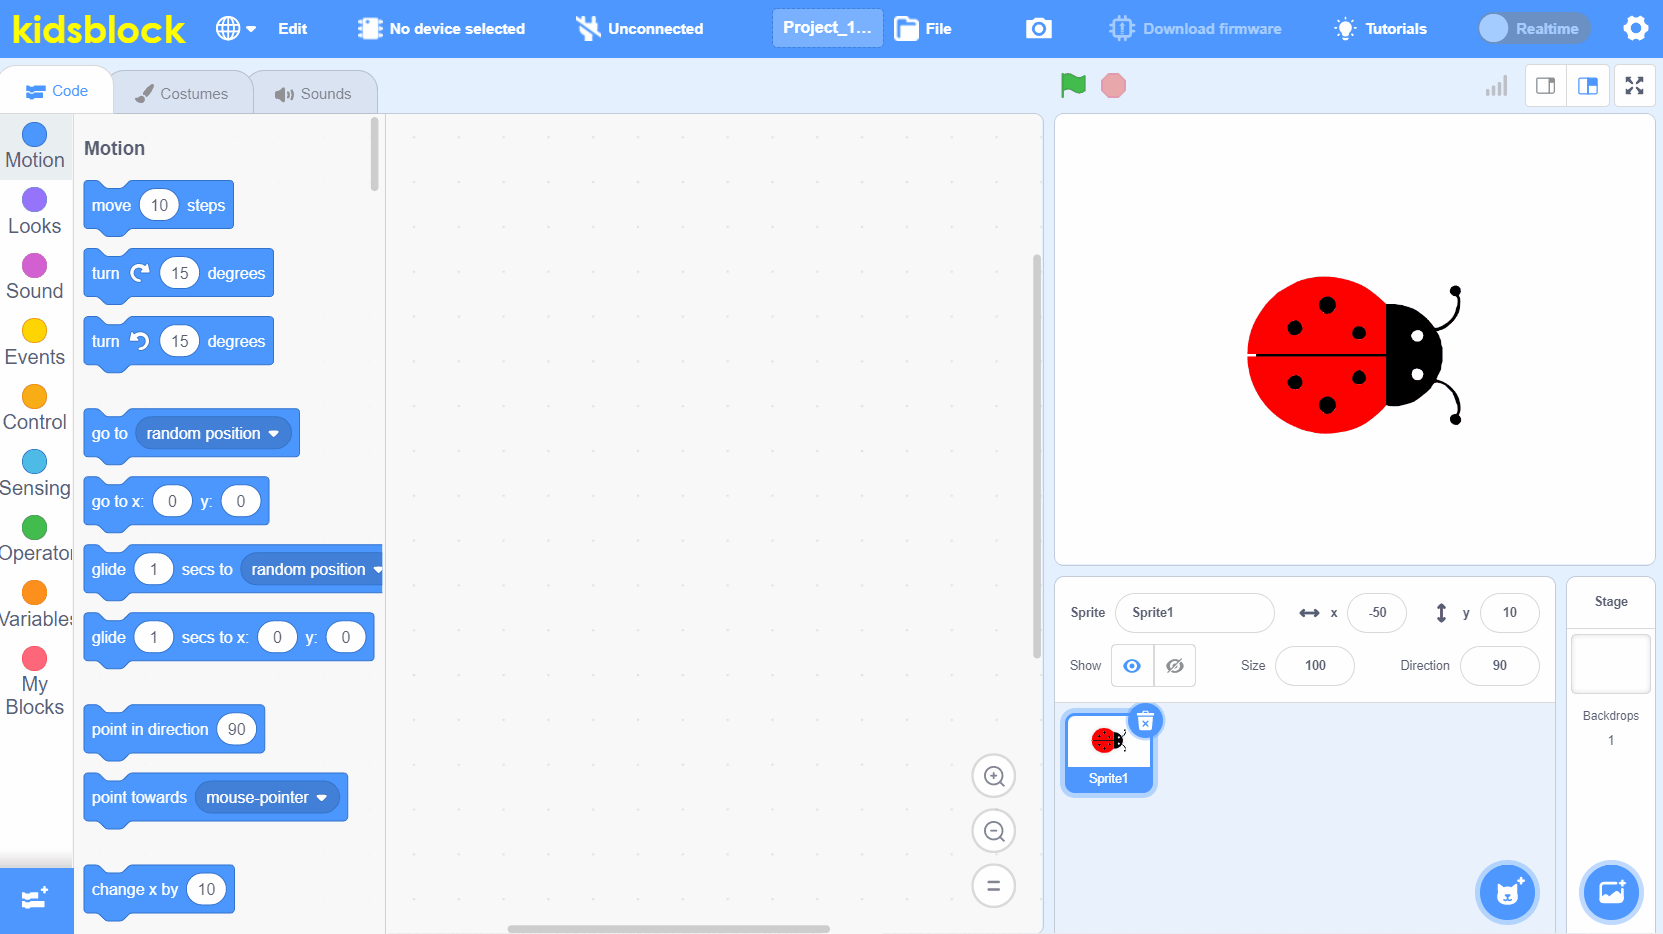 kidsblock
Edit
No device selected
Unconnected
Project_1...
File
Download firmware
Tutorials
Realtime
Code
Costumes
Sounds
Motion
Looks
Sound
Events
Control
Sensing
Operator
Variables
My
Blocks
Motion
move 10 steps
turn 15 degrees
turn 15 degrees
go to random position
go to x: 0 y: 0
glide 1 secs to random position
glide 1 secs to x: 0 y: 0
point in direction 90
point towards mouse-pointer
change x by 10
Sprite Sprite1 x -50 y 10
Show Size 100 Direction 90
Sprite1
Stage
Backdrops
1